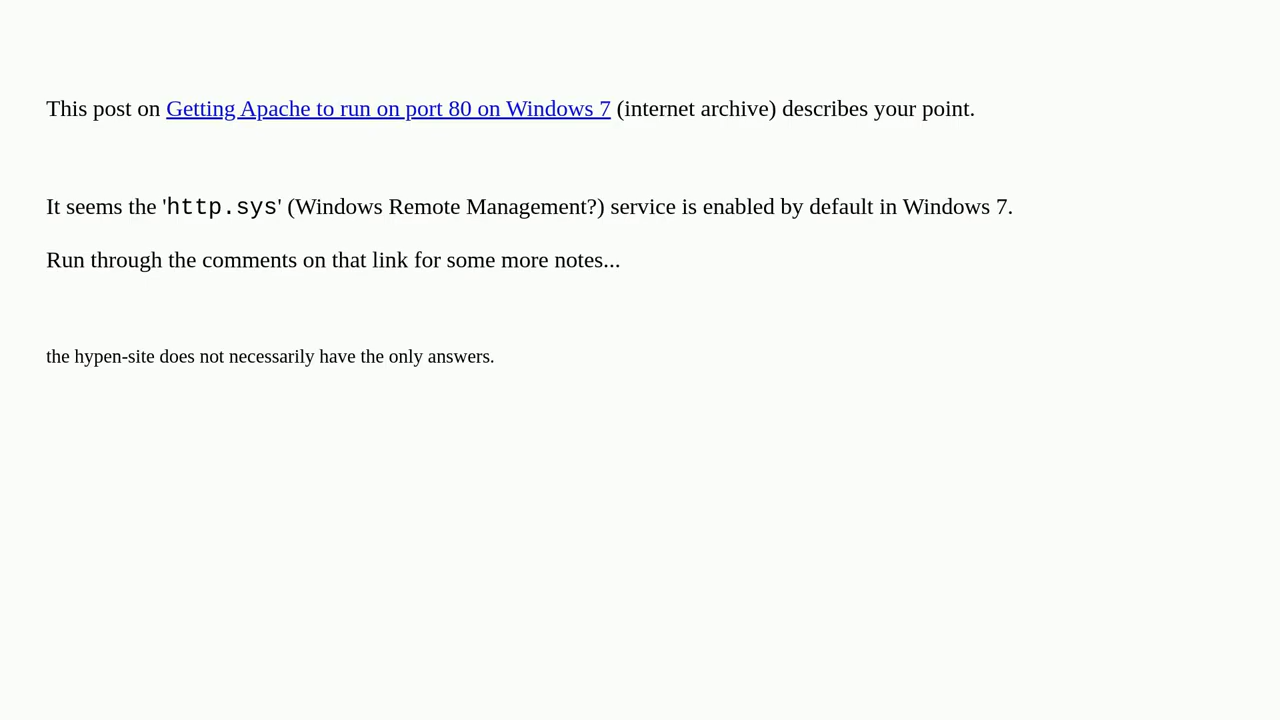 This post on Getting Apache to run on port 80 on Windows 7 (internet archive) describes your point.
It seems the 'http.sys' (Windows Remote Management?) service is enabled by default in Windows 7.
Run through the comments on that link for some more notes...
the hypen-site does not necessarily have the only answers.